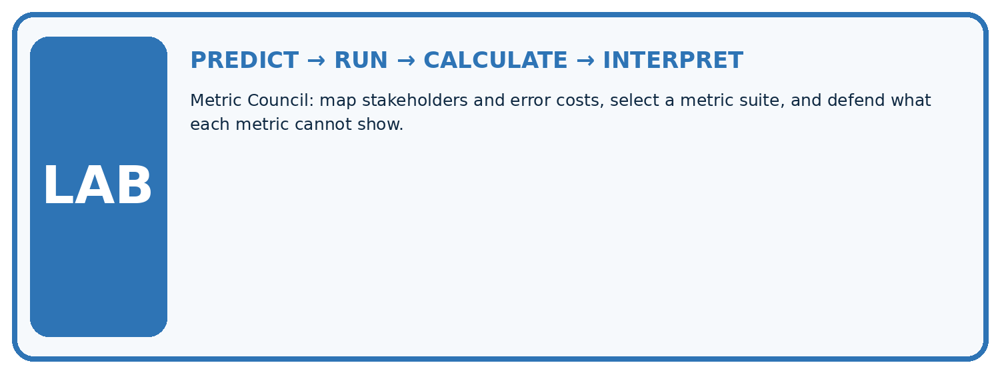 LAB
PREDICT → RUN → CALCULATE → INTERPRET
Metric Council: map stakeholders and error costs, select a metric suite, and defend what
each metric cannot show.